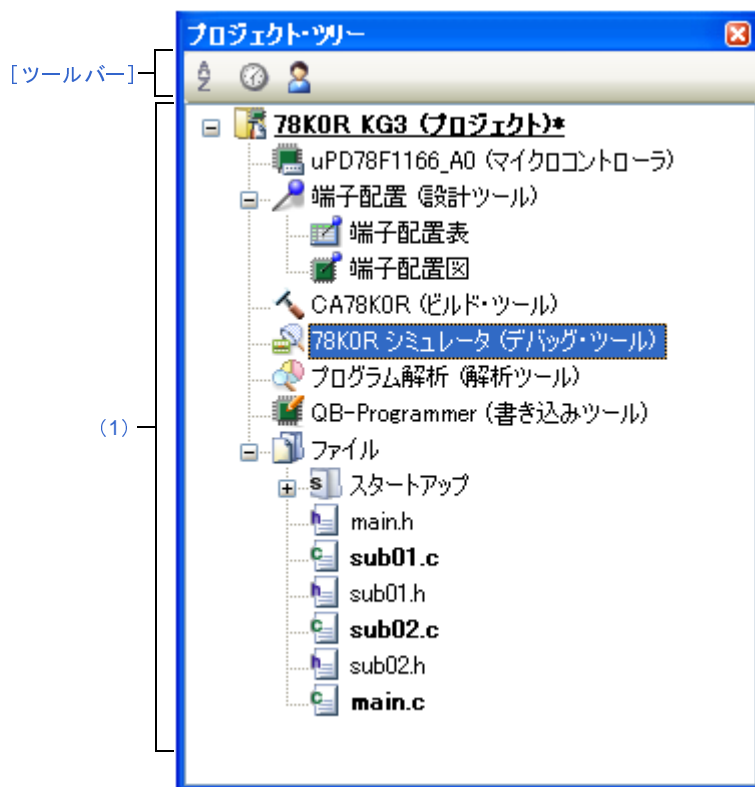 プロジェクト・ツリー
[ツールバー]
78K0R KG3 (プロジェクト)*
uPD78F1166_A0 (マイクロコントローラ)
端子配置 (設計ツール)
端子配置表
端子配置図
CA78K0R (ビルド・ツール)
78K0R シミュレータ (デバッグ・ツール)
プログラム解析 (解析ツール)
QB-Programmer (書き込みツール)
(1)
ファイル
スタートアップ
main.h
sub01.c
sub01.h
sub02.c
sub02.h
main.c